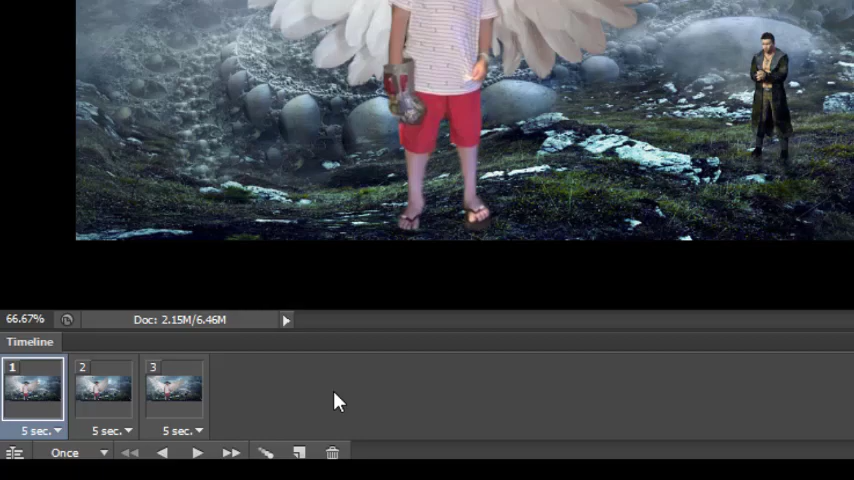 66.67%
Doc: 2.15M/6.46M
Timeline
1
2
3
5 sec.
5 sec.
5 sec.
Once